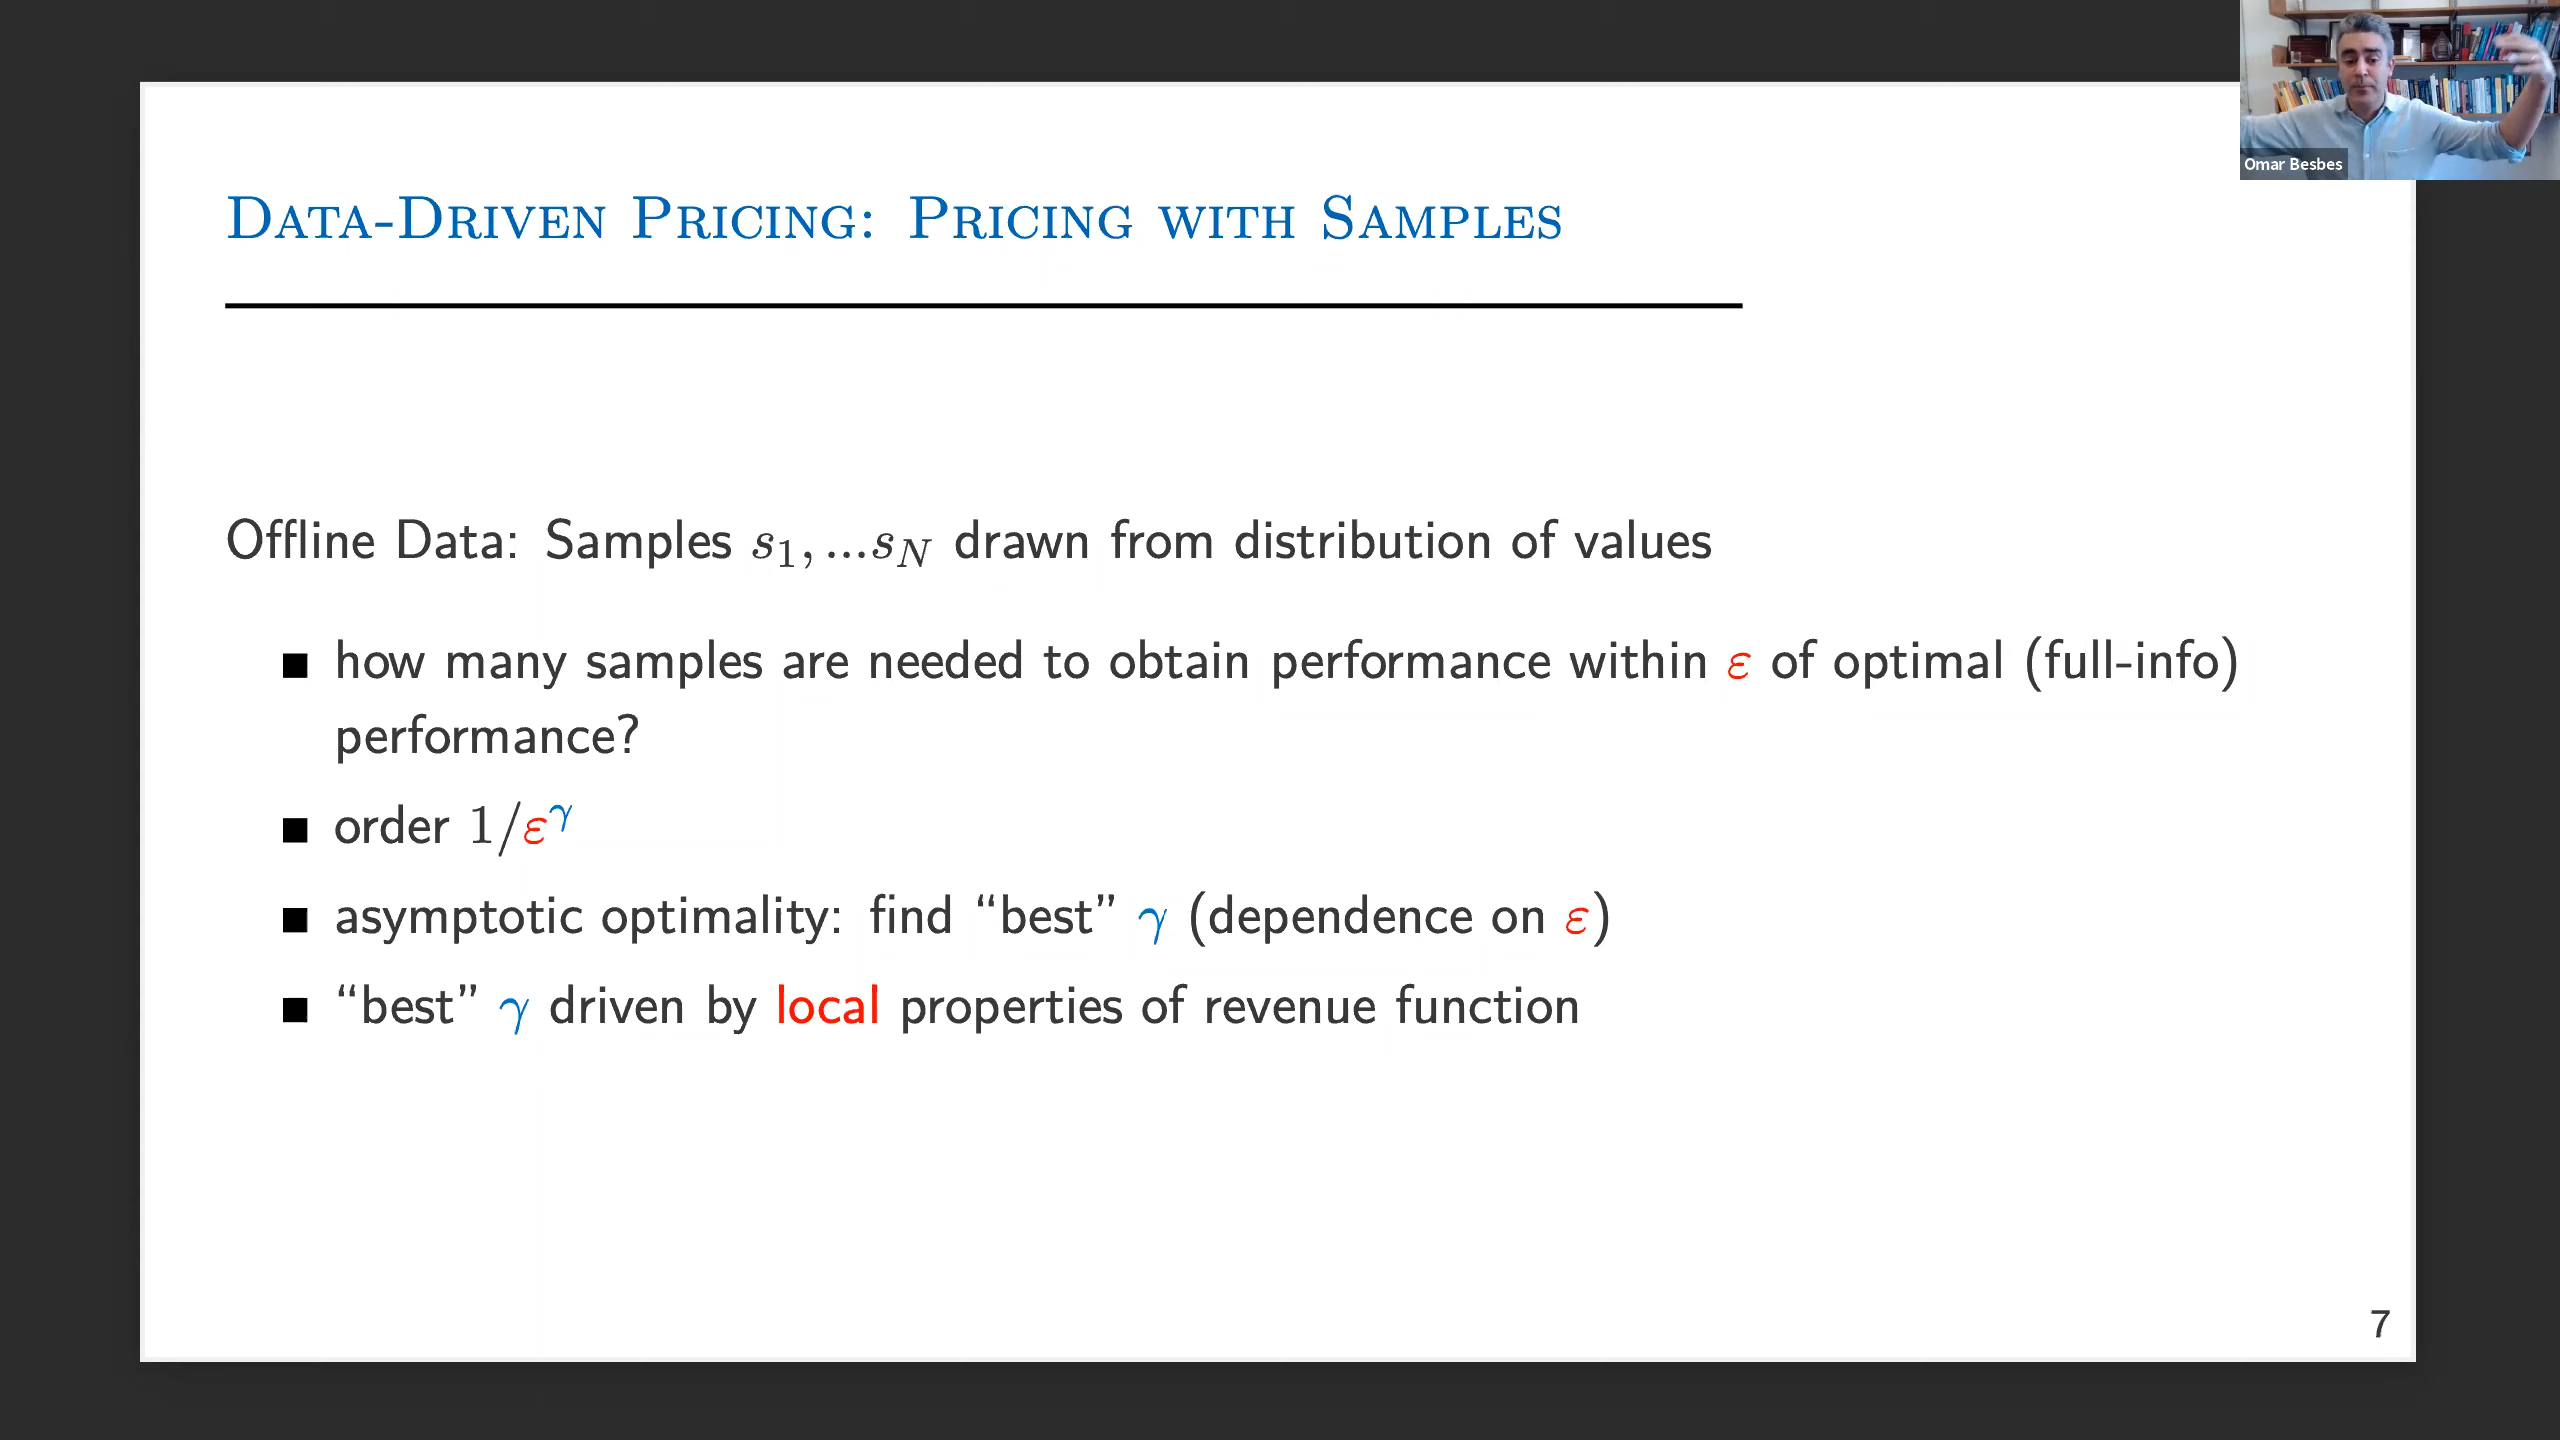 Omar Besbes
Data-Driven Pricing: Pricing with Samples
Offline Data: Samples s₁, ...s_N drawn from distribution of values
■ how many samples are needed to obtain performance within ε of optimal (full-info)
performance?
■ order 1/ε^γ
■ asymptotic optimality: find “best” γ (dependence on ε)
■ “best” γ driven by local properties of revenue function
7